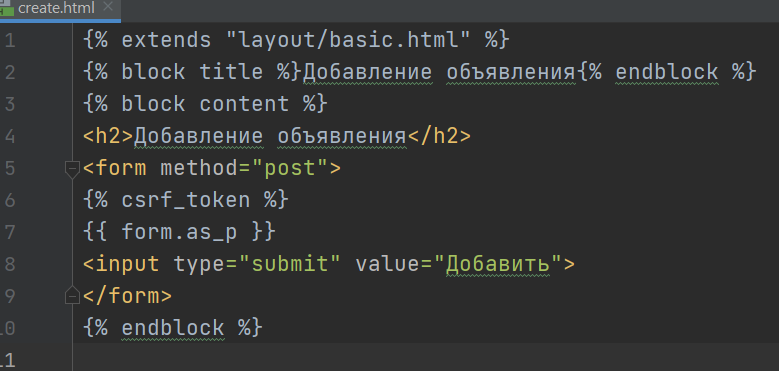 create.html
1 {% extends "layout/basic.html" %}
2 {% block title %}Добавление объявления{% endblock %}
3 {% block content %}
4 <h2>Добавление объявления</h2>
5 <form method="post">
6 {% csrf_token %}
7 {{ form.as_p }}
8 <input type="submit" value="Добавить">
9 </form>
10 {% endblock %}
11